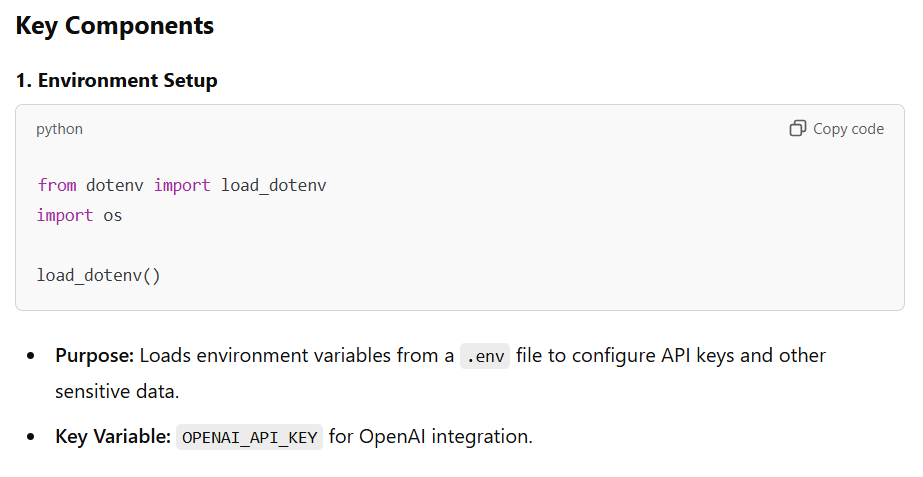 Key Components
1. Environment Setup
python
Copy code
from dotenv import load_dotenv
import os
load_dotenv()
Purpose: Loads environment variables from a .env file to configure API keys and other
sensitive data.
Key Variable: OPENAI_API_KEY for OpenAI integration.